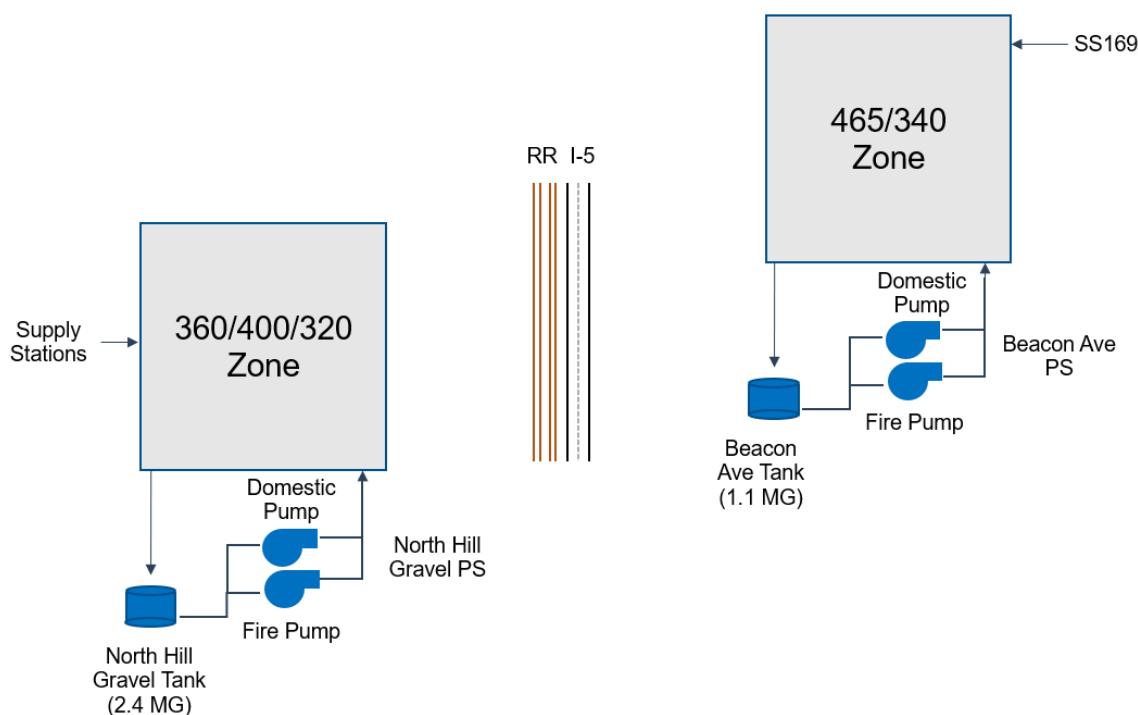 SS169
465/340
Zone
RR I-5
Domestic
Pump
Beacon Ave
PS
Fire Pump
Beacon
Ave Tank
(1.1 MG)
Supply
Stations
360/400/320
Zone
Domestic
Pump
North Hill
Gravel PS
Fire Pump
North Hill
Gravel Tank
(2.4 MG)